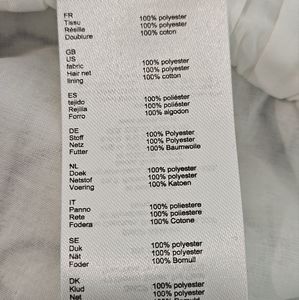 FR
Tissu 100% polyester
Résille 100% polyester
Doublure 100% coton
GB
US
fabric 100% polyester
Hair net 100% polyester
lining 100% cotton
ES
tejido 100% poliéster
Rejilla 100% poliéster
Forro 100% algodon
DE
Stoff 100% Polyester
Netz 100% Polyester
Futter 100% Baumwolle
NL
Doek 100% polyester
Netstof 100% polyester
Voering 100% Katoen
IT
Panno 100% poliestere
Rete 100% poliestere
Fodera 100% Cotone
SE
Duk 100% polyester
Nät 100% polyester
Foder 100% Bomull
DK
Klud 100% polyester
Net 100% polyester